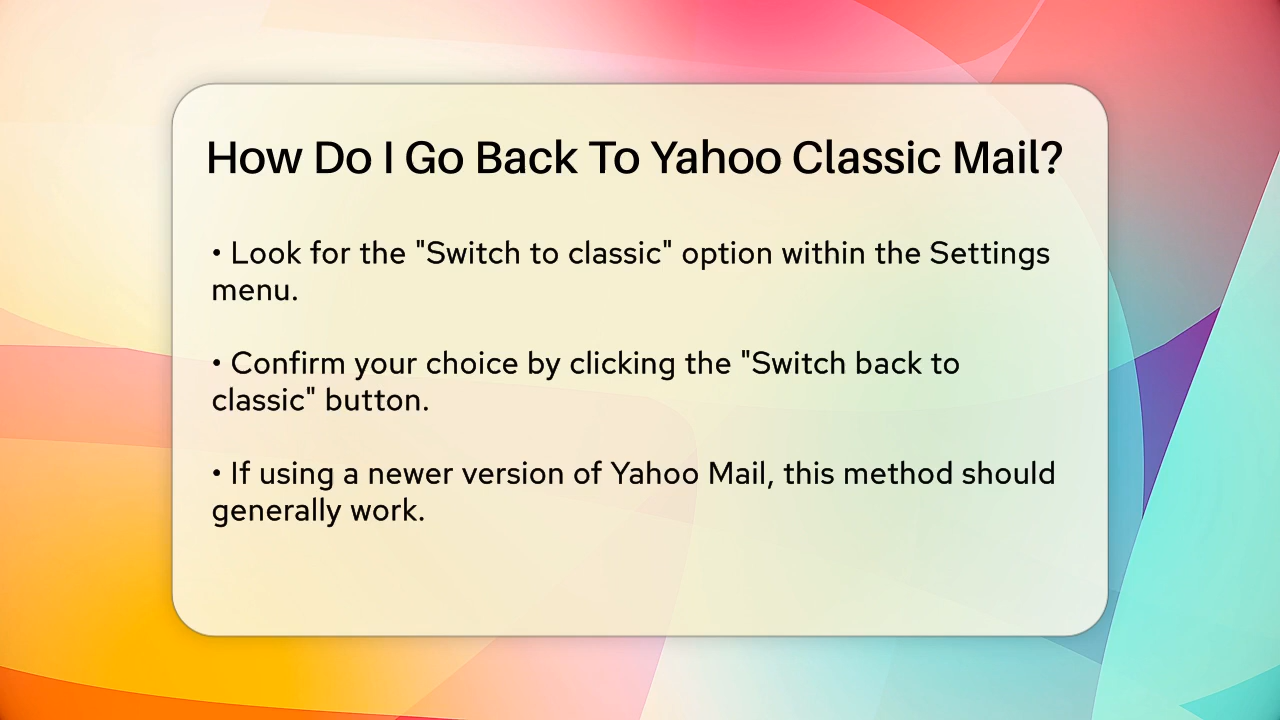 How Do I Go Back To Yahoo Classic Mail?
• Look for the "Switch to classic" option within the Settings
menu.
• Confirm your choice by clicking the "Switch back to
classic" button.
• If using a newer version of Yahoo Mail, this method should
generally work.